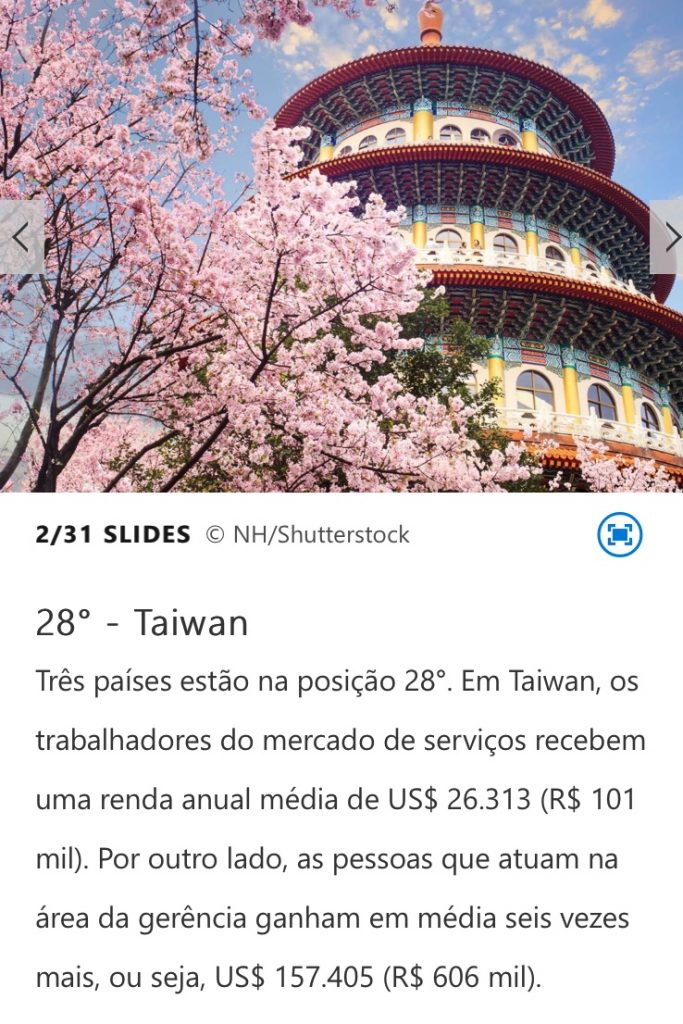 2/31 SLIDES © NH/Shutterstock
28° - Taiwan
Três países estão na posição 28°. Em Taiwan, os
trabalhadores do mercado de serviços recebem
uma renda anual média de US$ 26.313 (R$ 101
mil). Por outro lado, as pessoas que atuam na
área da gerência ganham em média seis vezes
mais, ou seja, US$ 157.405 (R$ 606 mil).